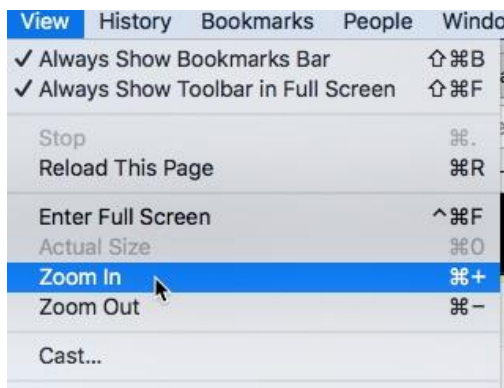 View History Bookmarks People Windo
✓ Always Show Bookmarks Bar ⇧⌘B
✓ Always Show Toolbar in Full Screen ⇧⌘F
Stop ⌘.
Reload This Page ⌘R
Enter Full Screen ^⌘F
Actual Size ⌘0
Zoom In ⌘+
Zoom Out ⌘−
Cast...